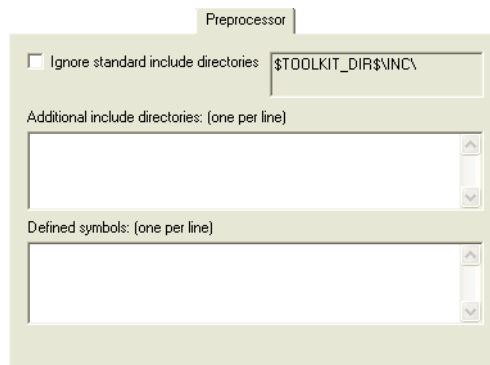 Preprocessor
Ignore standard include directories $TOOLKIT_DIR$\INC\
Additional include directories: (one per line)
Defined symbols: (one per line)